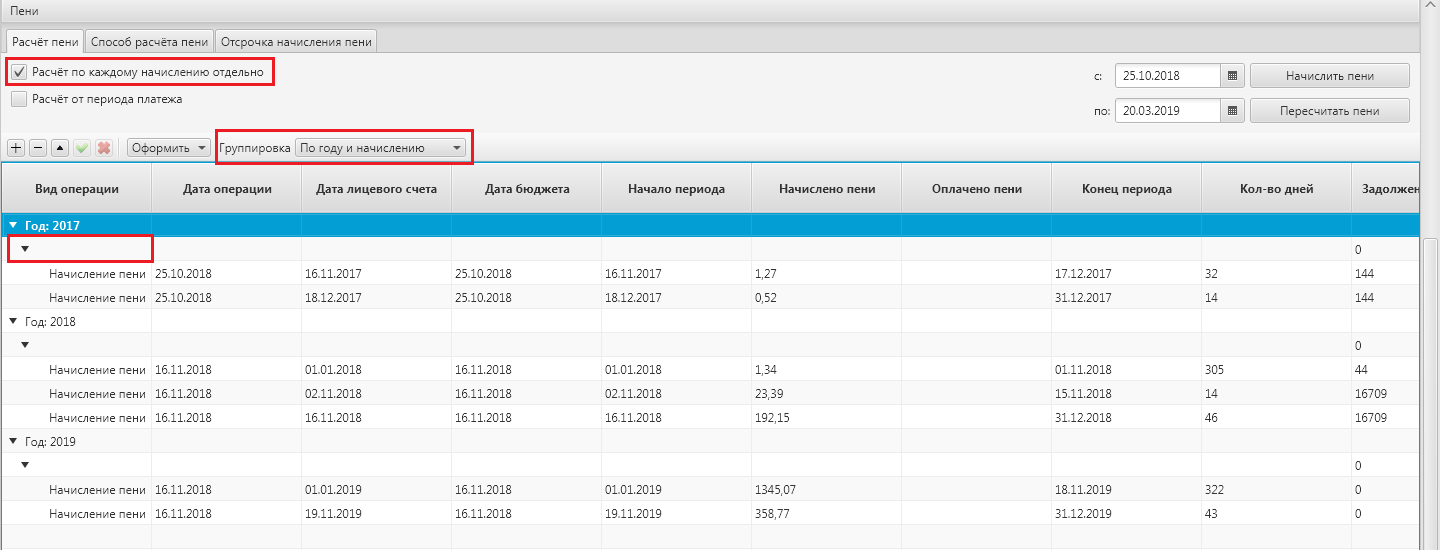 Пени
Расчёт пени Способ расчёта пени Отсрочка начисления пени
Расчёт по каждому начислению отдельно с: 25.10.2018 Начислить пени
Расчёт от периода платежа по: 20.03.2019 Пересчитать пени
Оформить Группировка По году и начислению
Вид операции Дата операции Дата лицевого счета Дата бюджета Начало периода Начислено пени Оплачено пени Конец периода Кол-во дней Задолжен
Год: 2017
0
Начисление пени 25.10.2018 16.11.2017 25.10.2018 16.11.2017 1,27 17.12.2017 32 144
Начисление пени 25.10.2018 18.12.2017 25.10.2018 18.12.2017 0,52 31.12.2017 14 144
Год: 2018
0
Начисление пени 16.11.2018 01.01.2018 16.11.2018 01.01.2018 1,34 01.11.2018 305 44
Начисление пени 16.11.2018 02.11.2018 16.11.2018 02.11.2018 23,39 15.11.2018 14 16709
Начисление пени 16.11.2018 16.11.2018 16.11.2018 16.11.2018 192,15 31.12.2018 46 16709
Год: 2019
0
Начисление пени 16.11.2018 01.01.2019 16.11.2018 01.01.2019 1345,07 18.11.2019 322 0
Начисление пени 16.11.2018 19.11.2019 16.11.2018 19.11.2019 358,77 31.12.2019 43 0